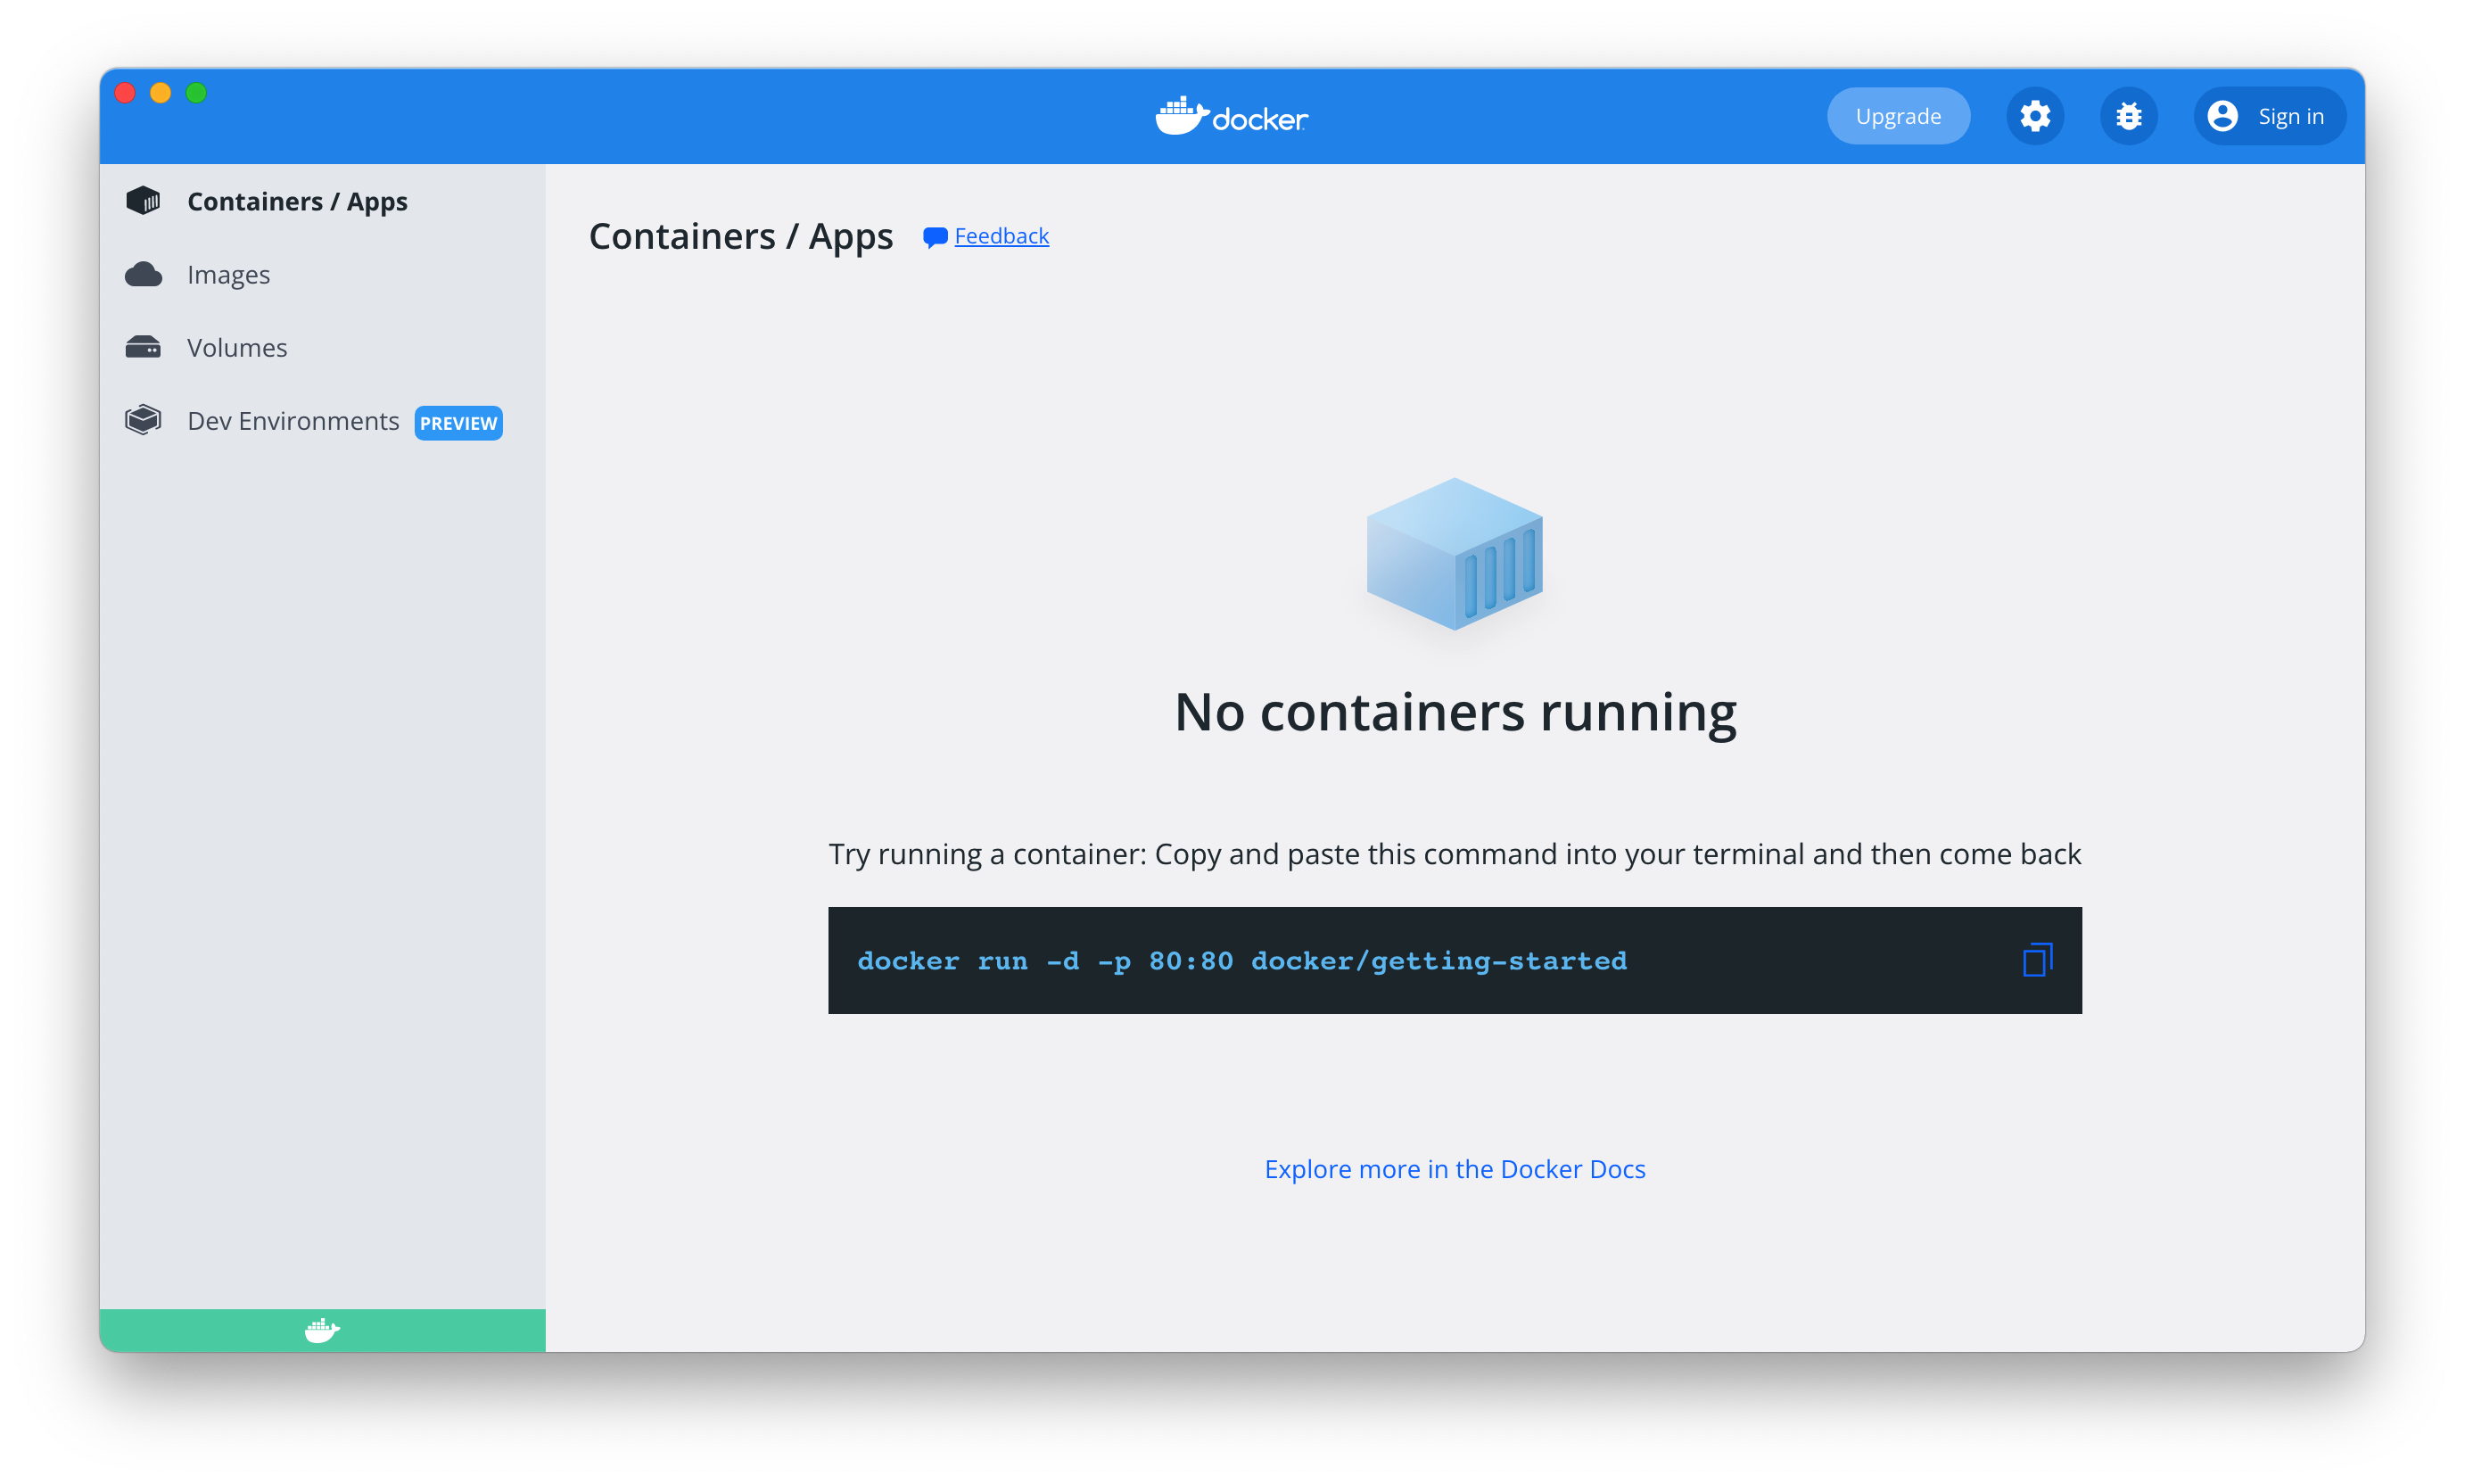 docker
Upgrade
Sign in
Containers / Apps
Images
Volumes
Dev Environments PREVIEW
Containers / Apps Feedback
No containers running
Try running a container: Copy and paste this command into your terminal and then come back
docker run -d -p 80:80 docker/getting-started
Explore more in the Docker Docs